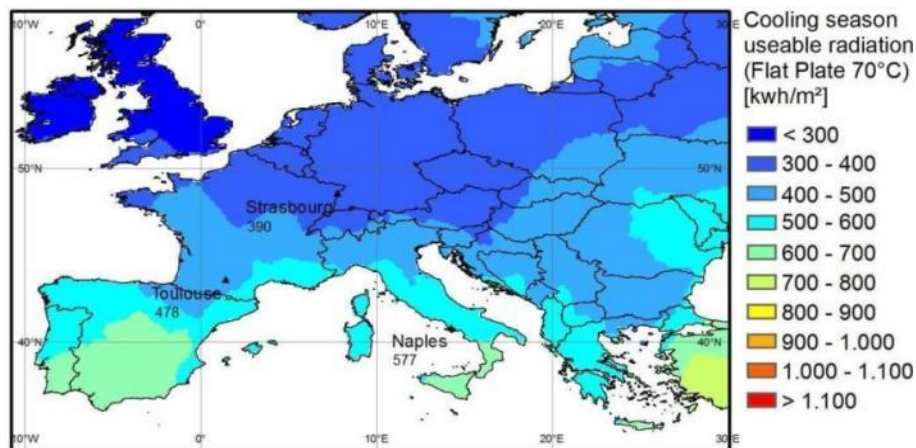 10°W 0° 10°E 20°E 30°E
50°N 50°N
Strasbourg
390
Toulouse
478
40°N 40°N
Naples
577
10°W 0° 10°E 20°E 30°E
Cooling season
useable radiation
(Flat Plate 70°C)
[kwh/m²]
< 300
300 - 400
400 - 500
500 - 600
600 - 700
700 - 800
800 - 900
900 - 1.000
1.000 - 1.100
> 1.100